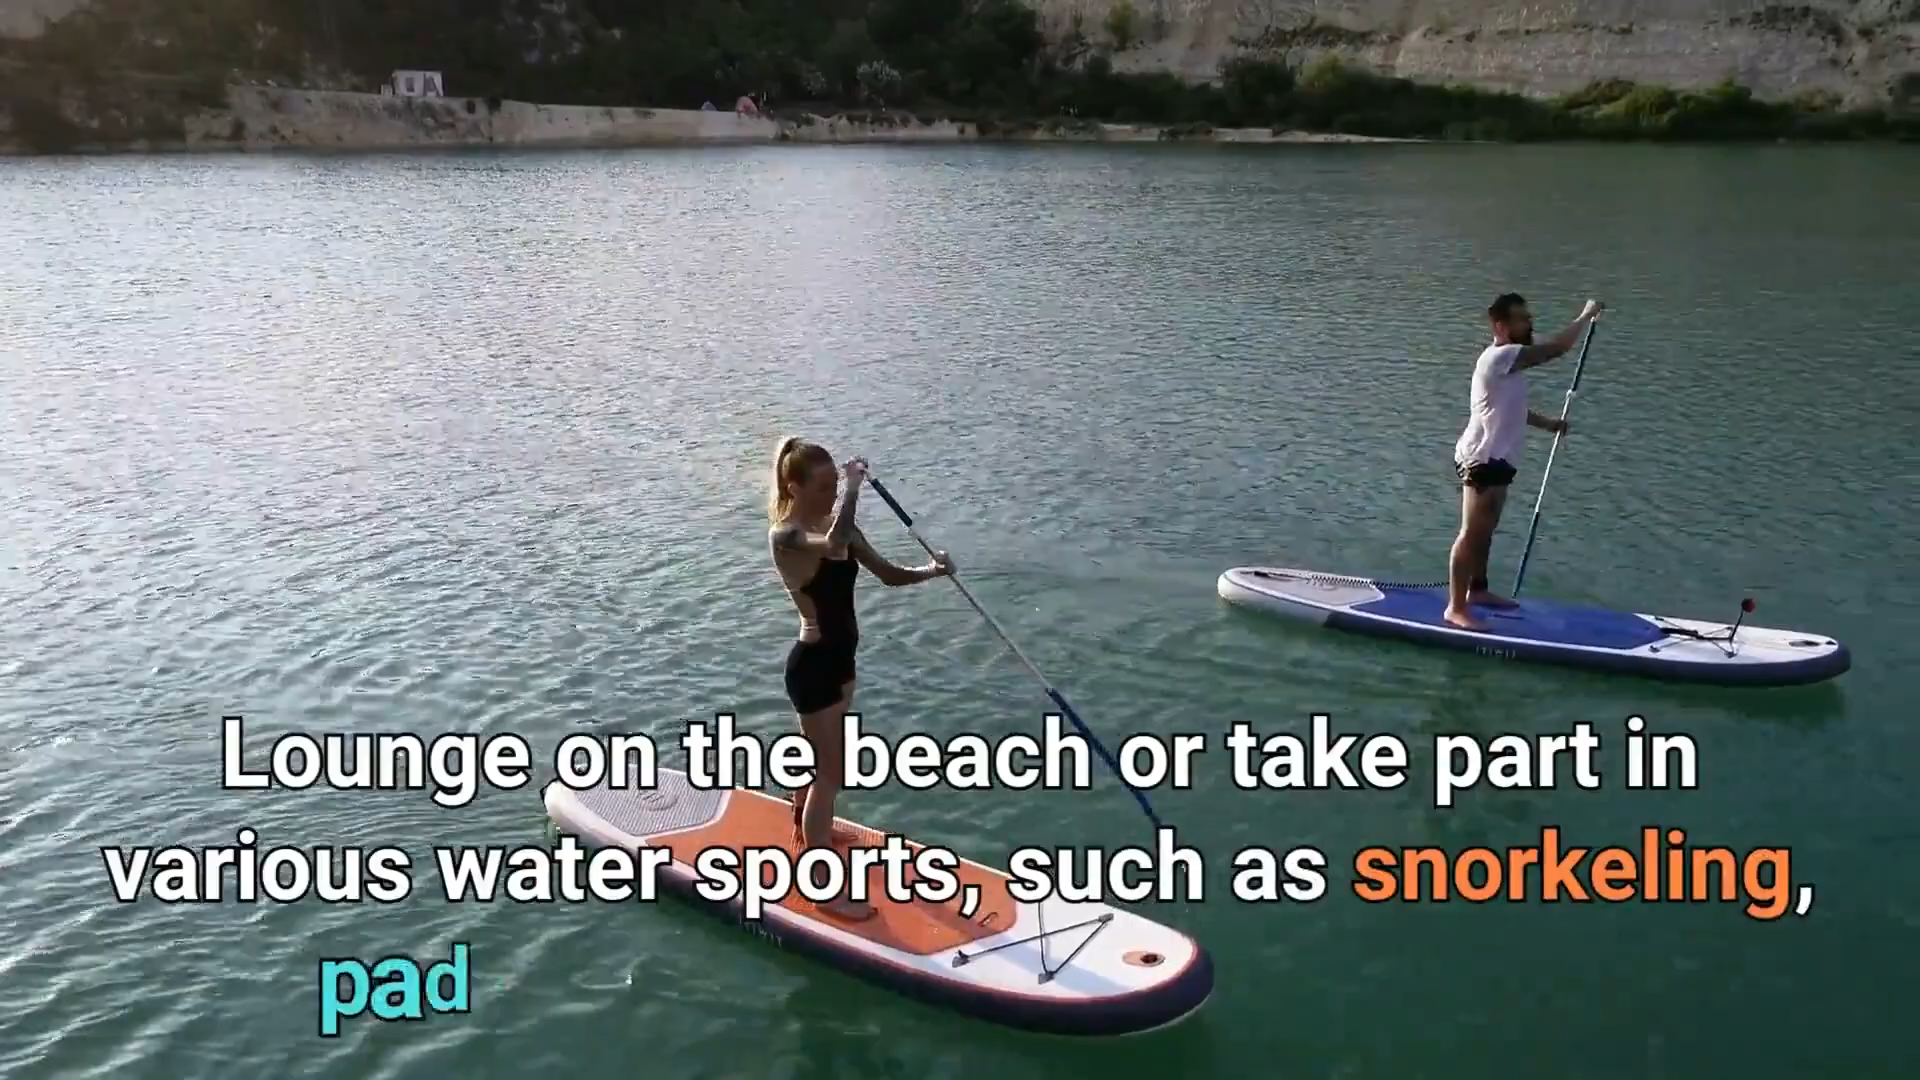 Lounge on the beach or take part in
various water sports, such as snorkeling,
pad